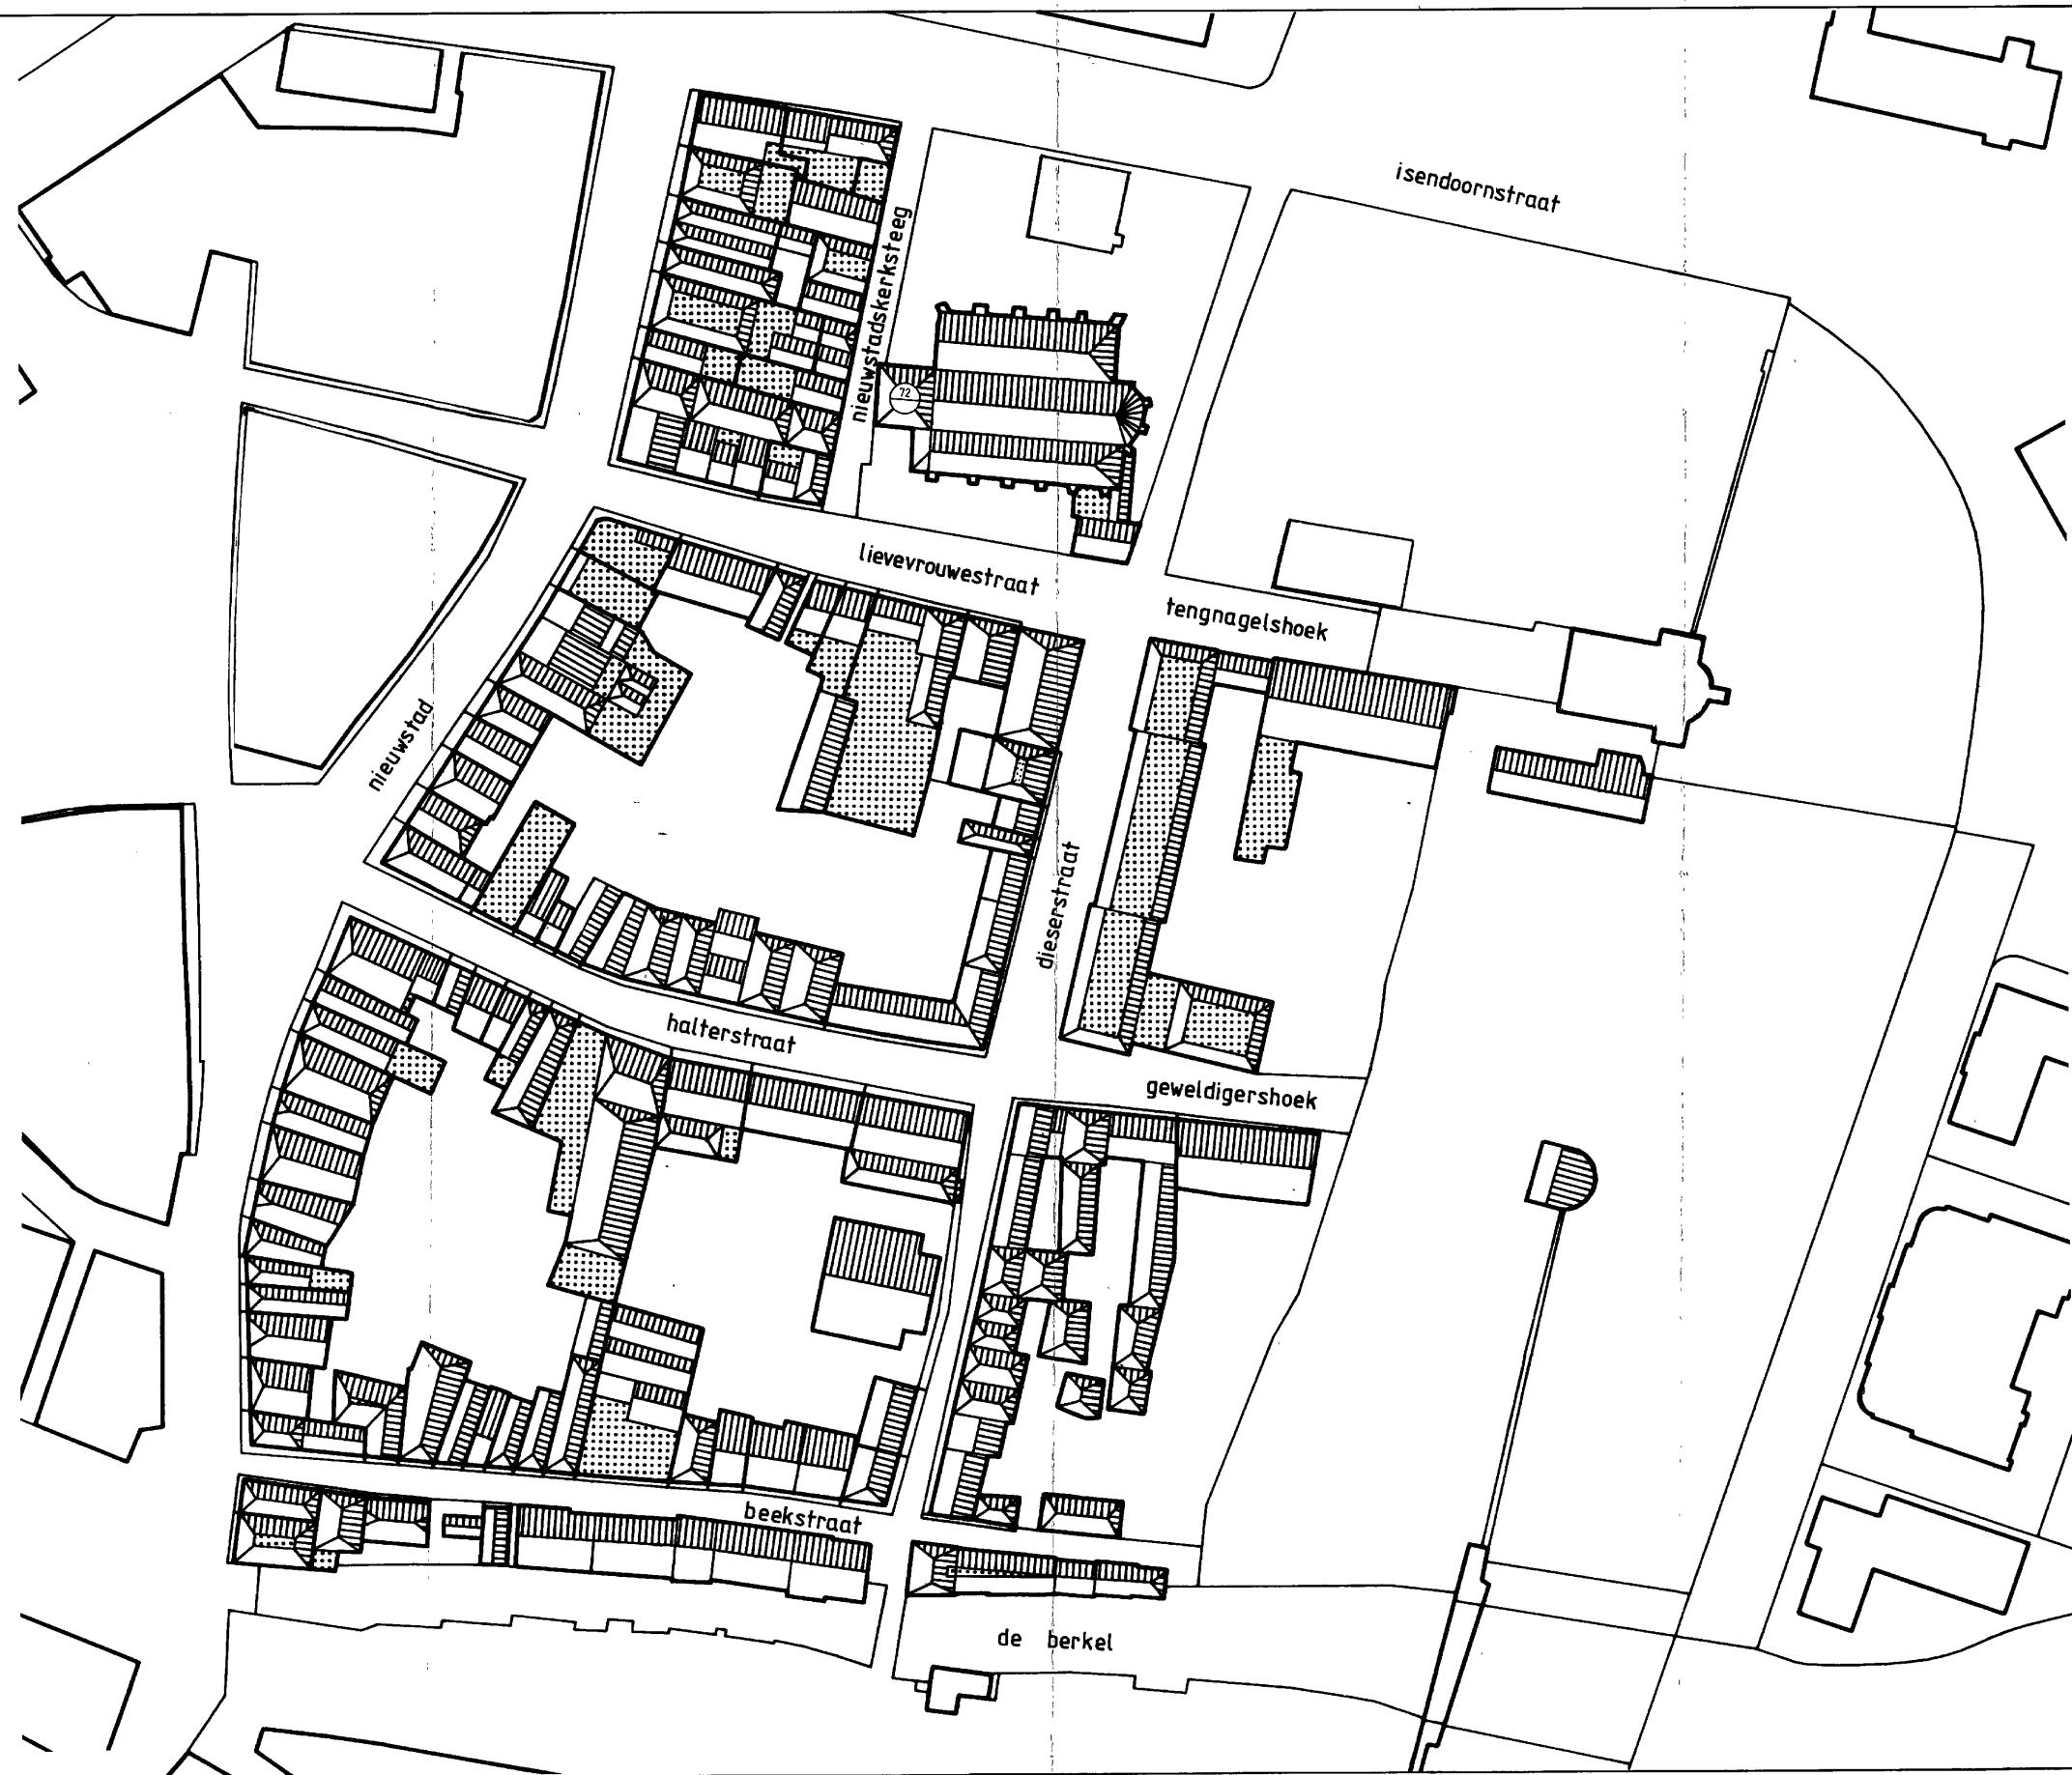 isendoornstraat
nieuwstadskerksteeg
72
lievevrouwestraat
tengnagelshoek
nieuwstad
dieserstraat
halterstraat
geweldigershoek
beekstraat
de berkel